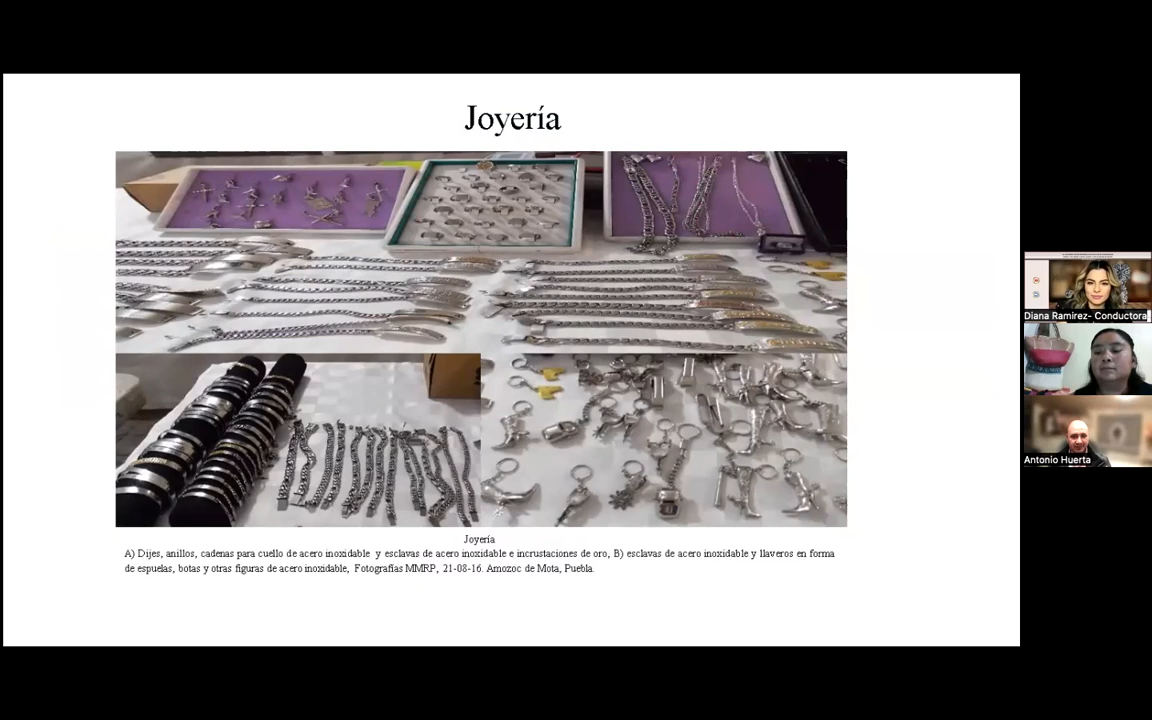 Joyería
Joyería
A) Dijes, anillos, cadenas para cuello de acero inoxidable y esclavas de acero inoxidable e incrustaciones de oro, B) esclavas de acero inoxidable y llaveros en forma
de espuelas, botas y otras figuras de acero inoxidable, Fotografías MMRP, 21-08-16. Amozoc de Mota, Puebla.
Diana Ramírez- Conductora
Antonio Huerta